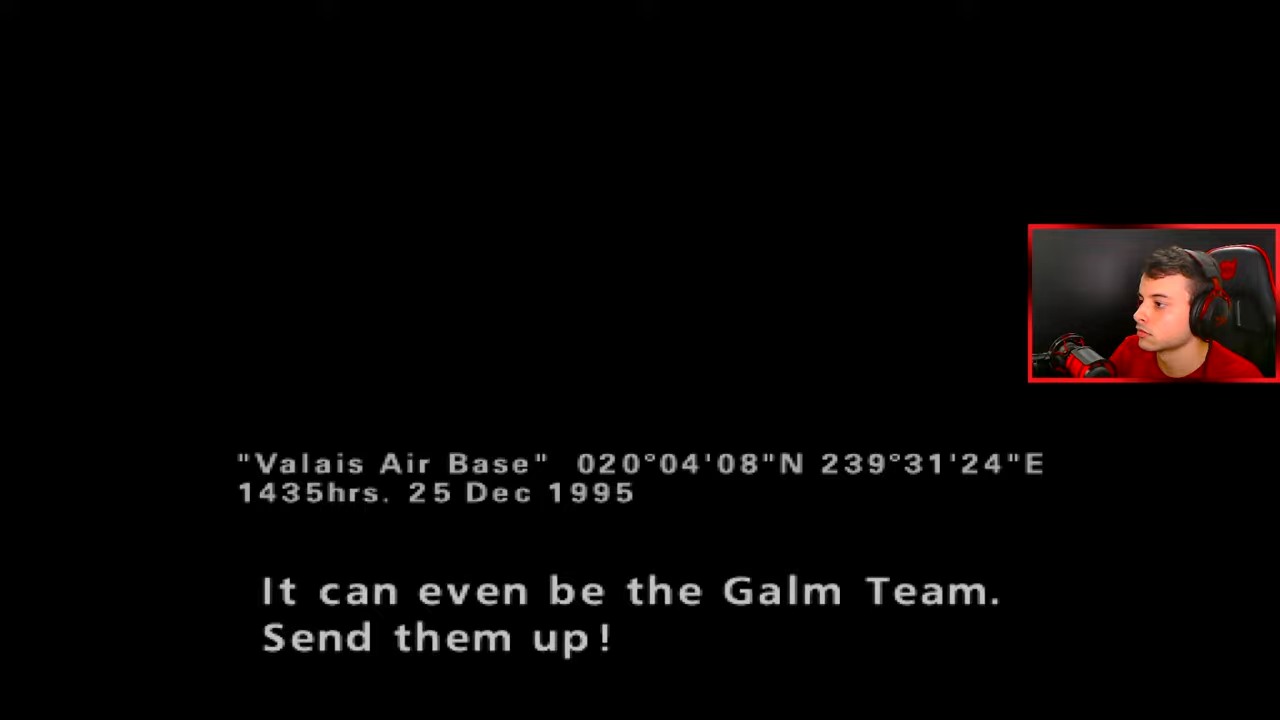 "Valais Air Base"  020°04'08"N 239°31'24"E
1435hrs. 25 Dec 1995
It can even be the Galm Team.
Send them up!